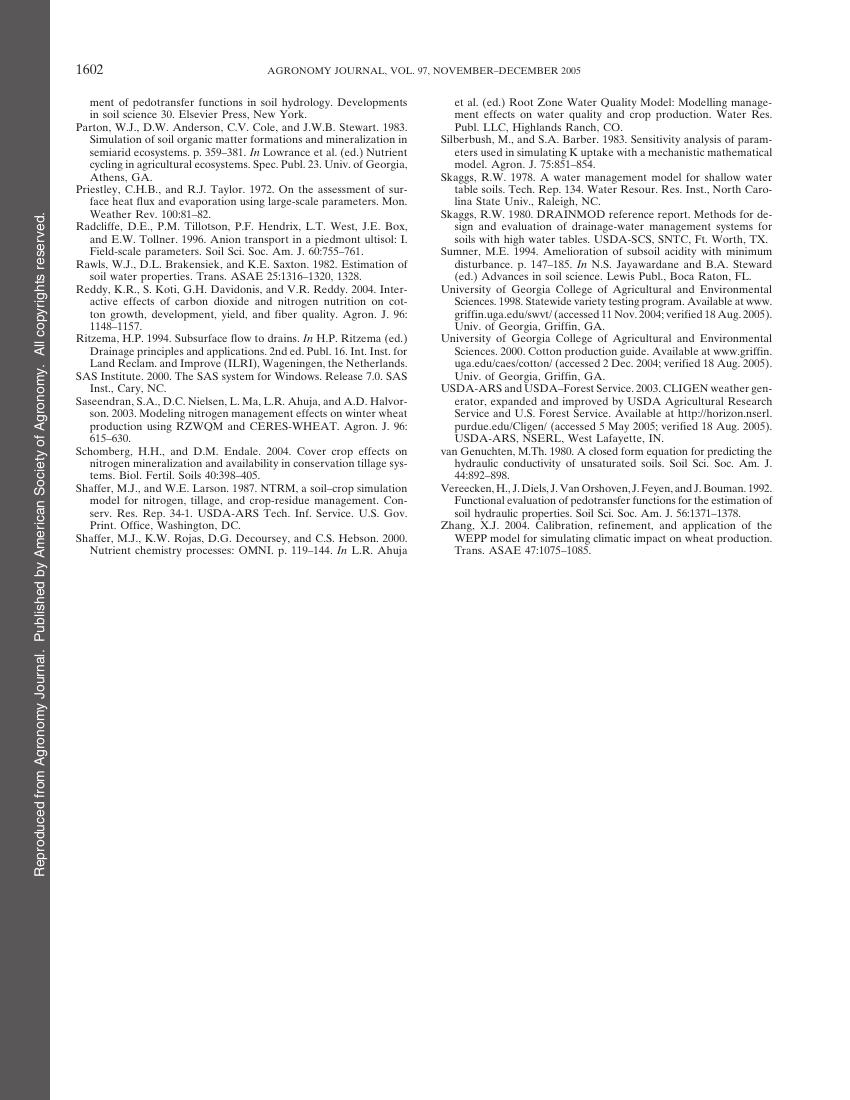 1602
AGRONOMY JOURNAL, VOL. 97, NOVEMBER–DECEMBER 2005
ment of pedotransfer functions in soil hydrology. Developments
in soil science 30. Elsevier Press, New York.
Parton, W.J., D.W. Anderson, C.V. Cole, and J.W.B. Stewart. 1983.
Simulation of soil organic matter formations and mineralization in
semiarid ecosystems. p. 359–381. In Lowrance et al. (ed.) Nutrient
cycling in agricultural ecosystems. Spec. Publ. 23. Univ. of Georgia,
Athens, GA.
Priestley, C.H.B., and R.J. Taylor. 1972. On the assessment of sur-
face heat flux and evaporation using large-scale parameters. Mon.
Weather Rev. 100:81–82.
Radcliffe, D.E., P.M. Tillotson, P.F. Hendrix, L.T. West, J.E. Box,
and E.W. Tollner. 1996. Anion transport in a piedmont ultisol: I.
Field-scale parameters. Soil Sci. Soc. Am. J. 60:755–761.
Rawls, W.J., D.L. Brakensiek, and K.E. Saxton. 1982. Estimation of
soil water properties. Trans. ASAE 25:1316–1320, 1328.
Reddy, K.R., S. Koti, G.H. Davidonis, and V.R. Reddy. 2004. Inter-
active effects of carbon dioxide and nitrogen nutrition on cot-
ton growth, development, yield, and fiber quality. Agron. J. 96:
1148–1157.
Ritzema, H.P. 1994. Subsurface flow to drains. In H.P. Ritzema (ed.)
Drainage principles and applications. 2nd ed. Publ. 16. Int. Inst. for
Land Reclam. and Improve (ILRI), Wageningen, the Netherlands.
SAS Institute. 2000. The SAS system for Windows. Release 7.0. SAS
Inst., Cary, NC.
Saseendran, S.A., D.C. Nielsen, L. Ma, L.R. Ahuja, and A.D. Halvor-
son. 2003. Modeling nitrogen management effects on winter wheat
production using RZWQM and CERES-WHEAT. Agron. J. 96:
615–630.
Schomberg, H.H., and D.M. Endale. 2004. Cover crop effects on
nitrogen mineralization and availability in conservation tillage sys-
tems. Biol. Fertil. Soils 40:398–405.
Shaffer, M.J., and W.E. Larson. 1987. NTRM, a soil–crop simulation
model for nitrogen, tillage, and crop-residue management. Con-
serv. Res. Rep. 34-1. USDA-ARS Tech. Inf. Service. U.S. Gov.
Print. Office, Washington, DC.
Shaffer, M.J., K.W. Rojas, D.G. Decoursey, and C.S. Hebson. 2000.
Nutrient chemistry processes: OMNI. p. 119–144. In L.R. Ahuja
et al. (ed.) Root Zone Water Quality Model: Modelling manage-
ment effects on water quality and crop production. Water Res.
Publ. LLC, Highlands Ranch, CO.
Silberbush, M., and S.A. Barber. 1983. Sensitivity analysis of param-
eters used in simulating K uptake with a mechanistic mathematical
model. Agron. J. 75:851–854.
Skaggs, R.W. 1978. A water management model for shallow water
table soils. Tech. Rep. 134. Water Resour. Res. Inst., North Caro-
lina State Univ., Raleigh, NC.
Skaggs, R.W. 1980. DRAINMOD reference report. Methods for de-
sign and evaluation of drainage-water management systems for
soils with high water tables. USDA-SCS, SNTC, Ft. Worth, TX.
Sumner, M.E. 1994. Amelioration of subsoil acidity with minimum
disturbance. p. 147–185. In N.S. Jayawardane and B.A. Steward
(ed.) Advances in soil science. Lewis Publ., Boca Raton, FL.
University of Georgia College of Agricultural and Environmental
Sciences. 1998. Statewide variety testing program. Available at www.
griffin.uga.edu/swvt/ (accessed 11 Nov. 2004; verified 18 Aug. 2005).
Univ. of Georgia, Griffin, GA.
University of Georgia College of Agricultural and Environmental
Sciences. 2000. Cotton production guide. Available at www.griffin.
uga.edu/caes/cotton/ (accessed 2 Dec. 2004; verified 18 Aug. 2005).
Univ. of Georgia, Griffin, GA.
USDA-ARS and USDA–Forest Service. 2003. CLIGEN weather gen-
erator, expanded and improved by USDA Agricultural Research
Service and U.S. Forest Service. Available at http://horizon.nserl.
purdue.edu/Cligen/ (accessed 5 May 2005; verified 18 Aug. 2005).
USDA-ARS, NSERL, West Lafayette, IN.
van Genuchten, M.Th. 1980. A closed form equation for predicting the
hydraulic conductivity of unsaturated soils. Soil Sci. Soc. Am. J.
44:892–898.
Vereecken, H., J. Diels, J. Van Orshoven, J. Feyen, and J. Bouman. 1992.
Functional evaluation of pedotransfer functions for the estimation of
soil hydraulic properties. Soil Sci. Soc. Am. J. 56:1371–1378.
Zhang, X.J. 2004. Calibration, refinement, and application of the
WEPP model for simulating climatic impact on wheat production.
Trans. ASAE 47:1075–1085.
Reproduced from Agronomy Journal. Published by American Society of Agronomy. All copyrights reserved.